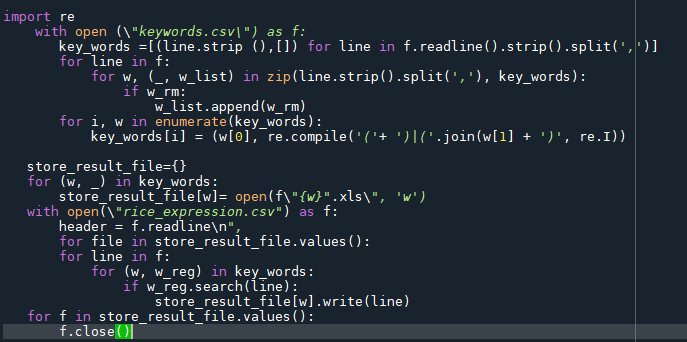 import re
    with open (\"keywords.csv\") as f:
       key_words =[(line.strip (),[]) for line in f.readline().strip().split(',')]
       for line in f:
           for w, (_, w_list) in zip(line.strip().split(','), key_words):
               if w_rm:
                   w_list.append(w_rm)
       for i, w in enumerate(key_words):
           key_words[i] = (w[0], re.compile('('+ ')|('.join(w[1] + ')', re.I))

   store_result_file={}
   for (w, _) in key_words:
       store_result_file[w]= open(f\"{w}".xls\", 'w')
   with open(\"rice_expression.csv") as f:
       header = f.readline\n",
       for file in store_result_file.values():
       for line in f:
           for (w, w_reg) in key_words:
               if w_reg.search(line):
                   store_result_file[w].write(line)
   for f in store_result_file.values():
       f.close()